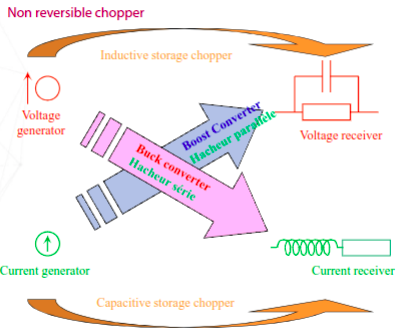 Non reversible chopper
Inductive storage chopper
Voltage
generator
Boost Converter
Hacheur parallèle
Voltage receiver
Buck converter
Hacheur série
Current generator
Current receiver
Capacitive storage chopper